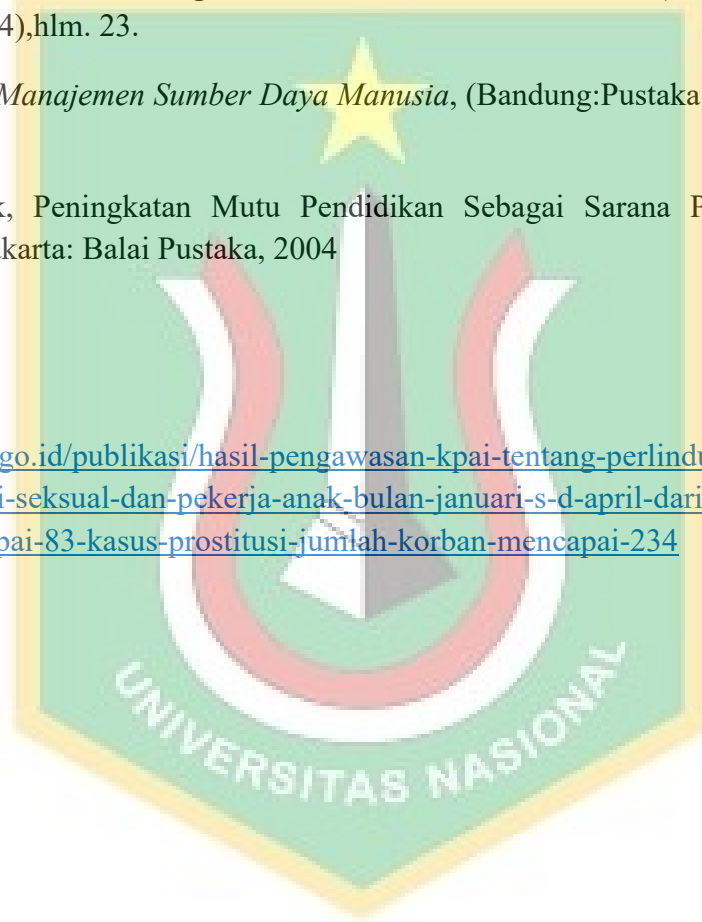 4),hlm. 23.
Manajemen Sumber Daya Manusia, (Bandung:Pustaka
k, Peningkatan Mutu Pendidikan Sebagai Sarana P
karta: Balai Pustaka, 2004
go.id/publikasi/hasil-pengawasan-kpai-tentang-perlindu
i-seksual-dan-pekerja-anak-bulan-januari-s-d-april-dari
pai-83-kasus-prostitusi-jumlah-korban-mencapai-234
UNIVERSITAS NASIONAL